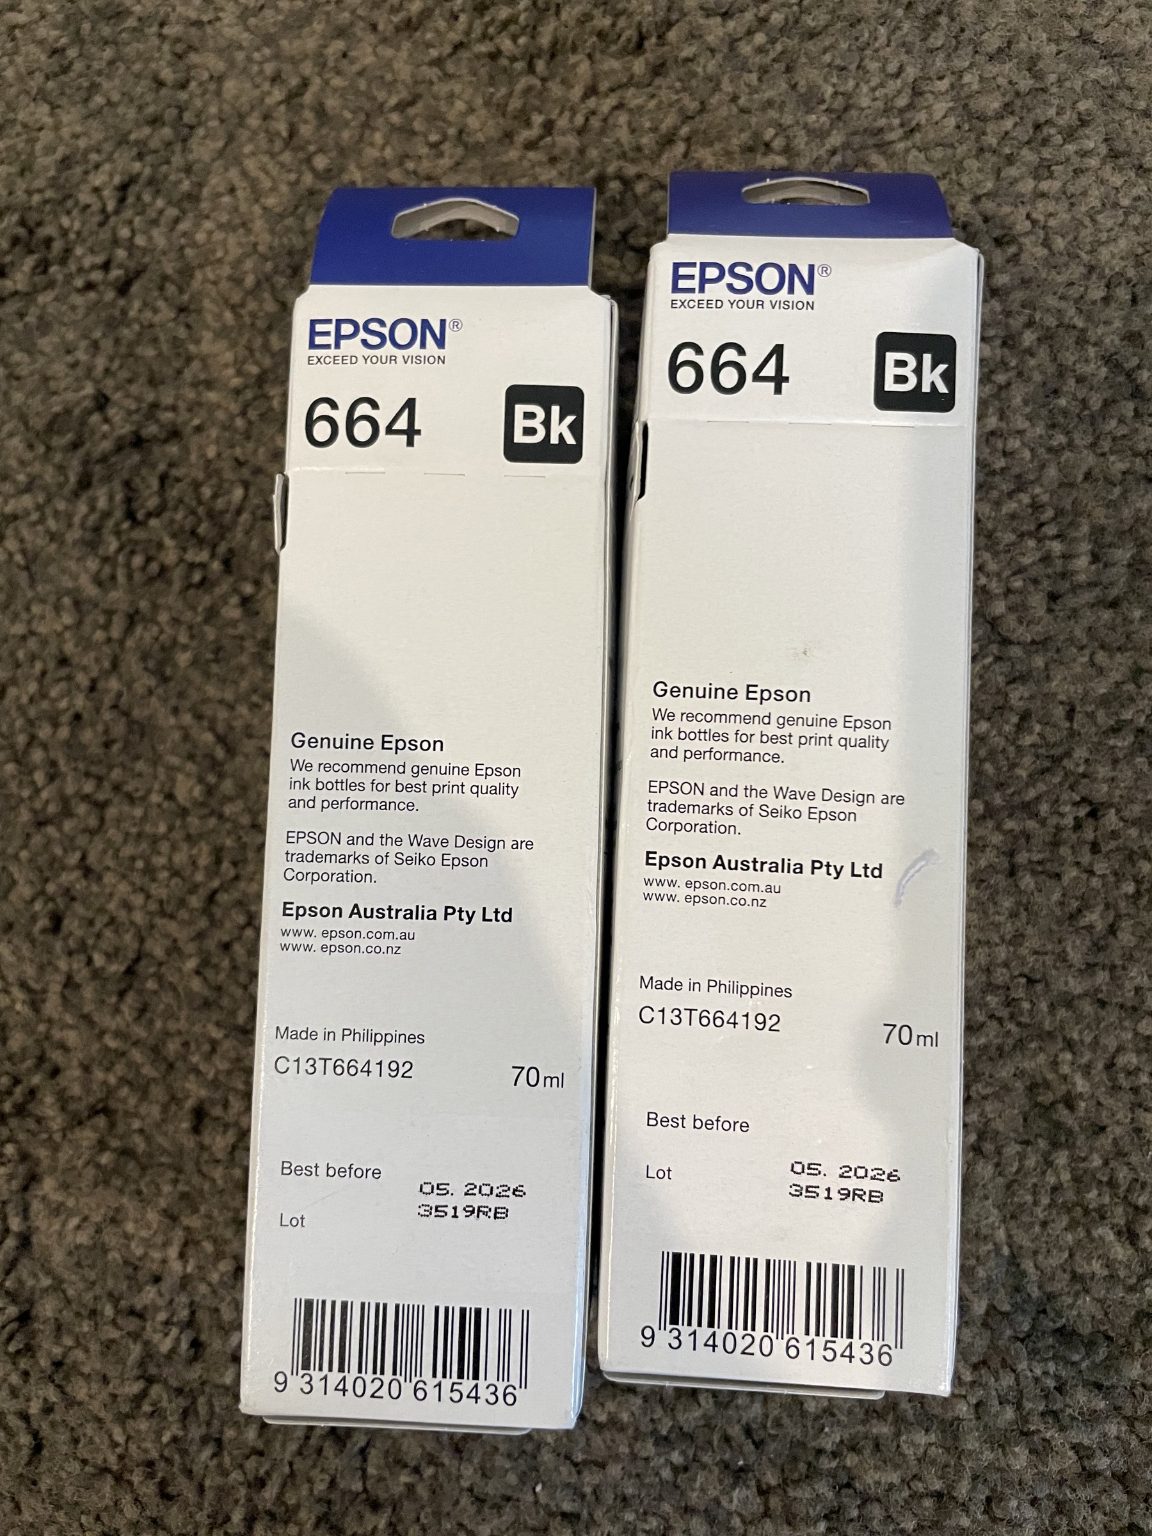 EPSON®
EXCEED YOUR VISION
664
Bk
Genuine Epson
We recommend genuine Epson
ink bottles for best print quality
and performance.
EPSON and the Wave Design are
trademarks of Seiko Epson
Corporation.
Epson Australia Pty Ltd
www. epson.com.au
www. epson.co.nz
Made in Philippines
C13T664192
70ml
Best before
05. 2026
3519RB
Lot
9 314020 615436
EPSON®
EXCEED YOUR VISION
664
Bk
Genuine Epson
We recommend genuine Epson
ink bottles for best print quality
and performance.
EPSON and the Wave Design are
trademarks of Seiko Epson
Corporation.
Epson Australia Pty Ltd
www. epson.com.au
www. epson.co.nz
Made in Philippines
C13T664192
70ml
Best before
Lot
05. 2026
3519RB
9 314020 615436